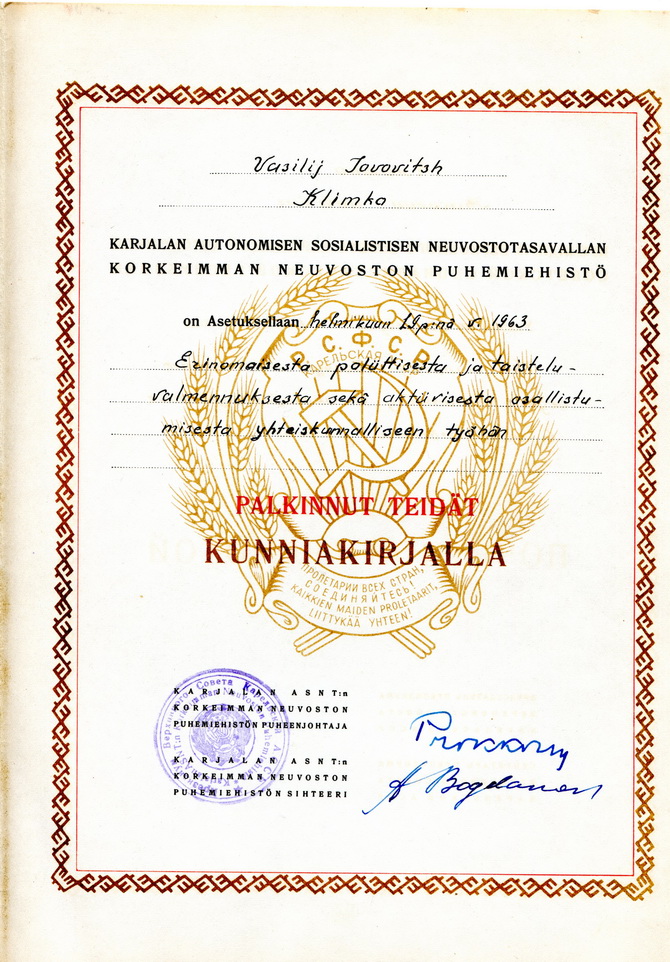 Vasilij Iovovitsh
Klimko
KARJALAN AUTONOMISEN SOSIALISTISEN NEUVOSTOTASAVALLAN
KORKEIMMAN NEUVOSTON PUHEMIEHISTÖ
on Asetuksellaan helmikuun 19 p:nä v. 1963
Р. С. Ф. С. Р.
КАРЕЛЬСКАЯ
Erinomaisesta poliittisesta ja taistelu-
valmennuksesta sekä aktiivisesta osallistu-
misesta yhteiskunnalliseen työhön
PALKINNUT TEIDÄT
KUNNIAKIRJALLA
ПРОЛЕТАРИИ ВСЕХ СТРАН,
СОЕДИНЯЙТЕСЬ!
KAIKKIEN MAIDEN PROLETAARIT,
LIITTYKÄÄ YHTEEN!
KARJALAN ASNT:n
KORKEIMMAN NEUVOSTON
PUHEMIEHISTÖN PUHEENJOHTAJA
KARJALAN ASNT:n
KORKEIMMAN NEUVOSTON
PUHEMIEHISTÖN SIHTEERI